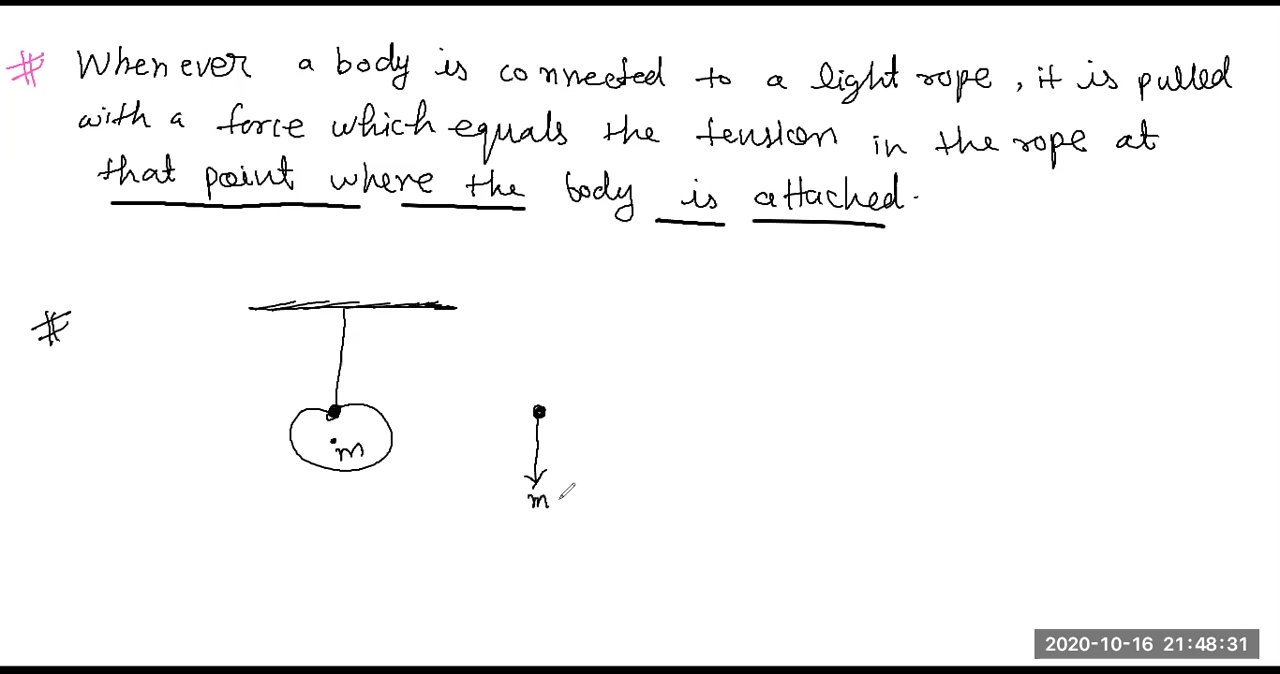 # Whenever a body is connected to a light rope, it is pulled
with a force which equals the tension in the rope at
that point where the body is attached.
#
m
m
2020-10-16 21:48:31